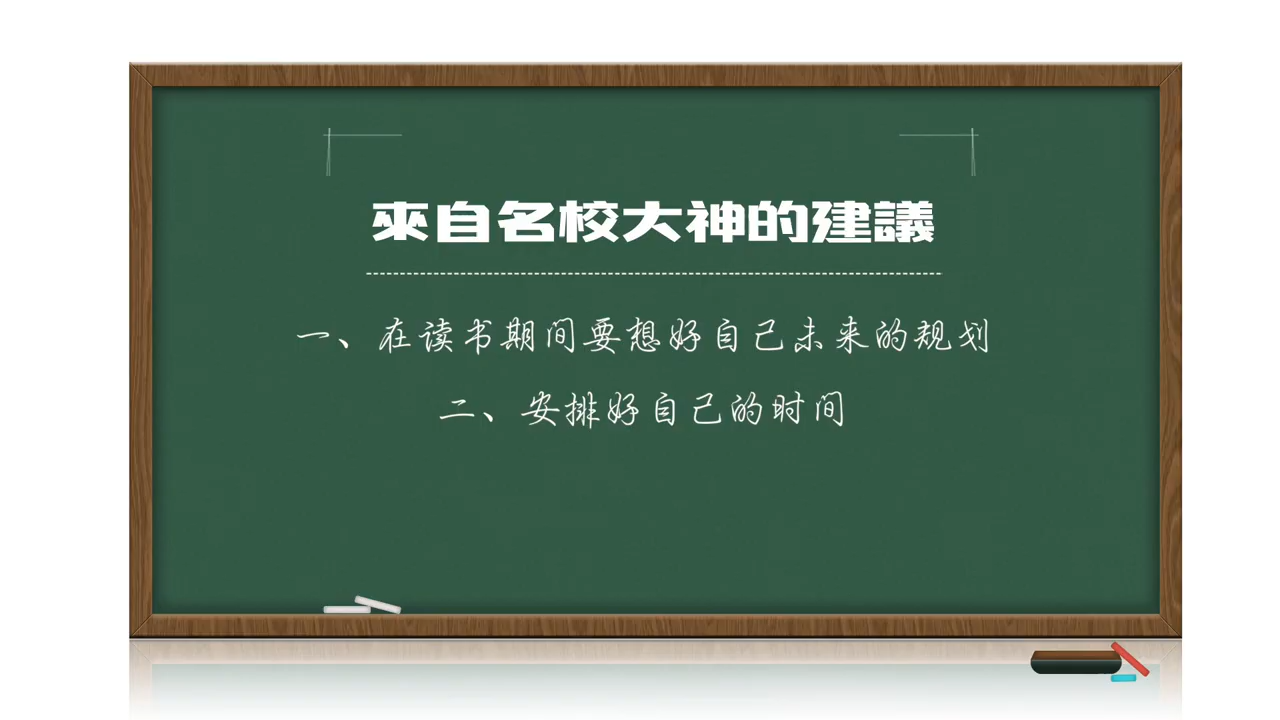 來自名校大神的建議
一、在读书期间要想好自己未来的规划
二、安排好自己的时间